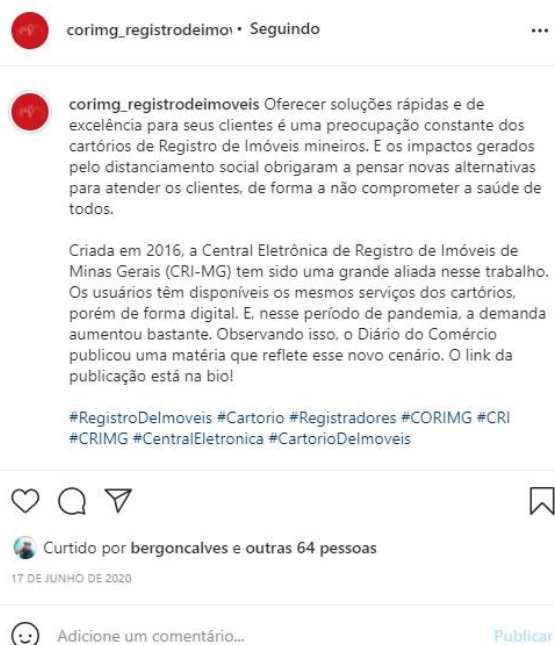 corimg_registrodeimov • Seguindo
corimg_registrodeimoveis Oferecer soluções rápidas e de
excelência para seus clientes é uma preocupação constante dos
cartórios de Registro de Imóveis mineiros. E os impactos gerados
pelo distanciamento social obrigaram a pensar novas alternativas
para atender os clientes, de forma a não comprometer a saúde de
todos.
Criada em 2016, a Central Eletrônica de Registro de Imóveis de
Minas Gerais (CRI-MG) tem sido uma grande aliada nesse trabalho.
Os usuários têm disponíveis os mesmos serviços dos cartórios,
porém de forma digital. E, nesse período de pandemia, a demanda
aumentou bastante. Observando isso, o Diário do Comércio
publicou uma matéria que reflete esse novo cenário. O link da
publicação está na bio!
#RegistroDeImoveis #Cartorio #Registradores #CORIMG #CRI
#CRIMG #CentralEletronica #CartorioDeImoveis
Curtido por bergoncalves e outras 64 pessoas
17 DE JUNHO DE 2020
Adicione um comentário...
Publicar